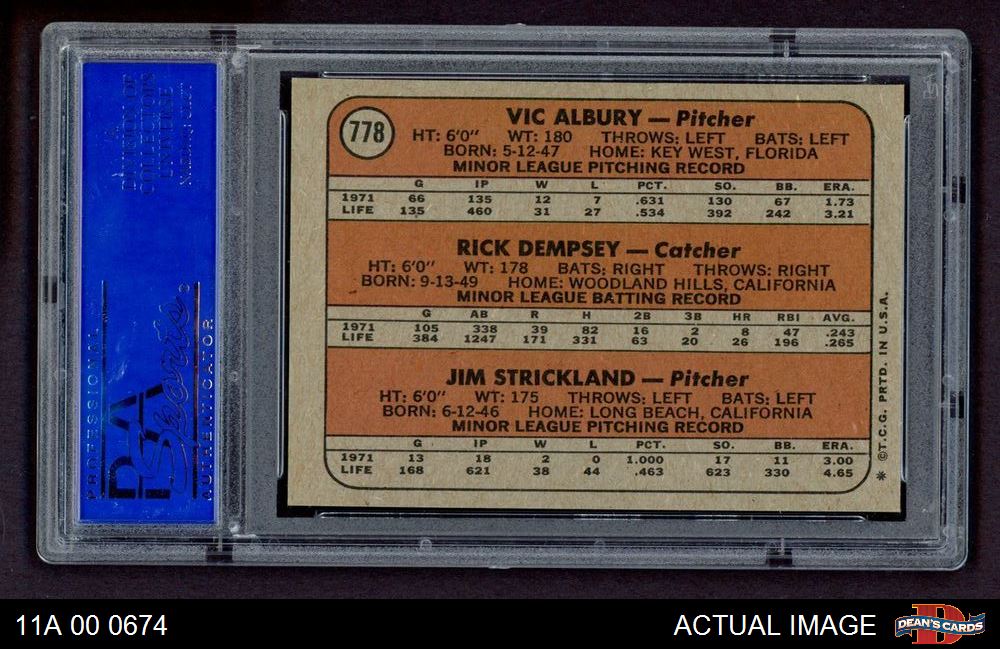 A
DIVISION OF
COLLECTORS
UNIVERSE
NASDAQ: CLCT
PROFESSIONAL
PSA
Sports
AUTHENTICATOR
778
VIC ALBURY — Pitcher
HT: 6'0" WT: 180 THROWS: LEFT BATS: LEFT
BORN: 5-12-47 HOME: KEY WEST, FLORIDA
MINOR LEAGUE PITCHING RECORD
G IP W L PCT. SO. BB. ERA.
1971 66 135 12 7 .631 130 67 1.73
LIFE 135 460 31 27 .534 392 242 3.21
RICK DEMPSEY — Catcher
HT: 6'0" WT: 178 BATS: RIGHT THROWS: RIGHT
BORN: 9-13-49 HOME: WOODLAND HILLS, CALIFORNIA
MINOR LEAGUE BATTING RECORD
G AB R H 2B 3B HR RBI AVG.
1971 105 338 39 82 16 2 8 47 .243
LIFE 384 1247 171 331 63 20 26 196 .265
JIM STRICKLAND — Pitcher
HT: 6'0" WT: 175 THROWS: LEFT BATS: LEFT
BORN: 6-12-46 HOME: LONG BEACH, CALIFORNIA
MINOR LEAGUE PITCHING RECORD
G IP W L PCT. SO. BB. ERA.
1971 13 18 2 0 1.000 17 11 3.00
LIFE 168 621 38 44 .463 623 330 4.65
* ©T.C.G. PRTD. IN U.S.A.
11A 00 0674
ACTUAL IMAGE
DEAN'S CARDS